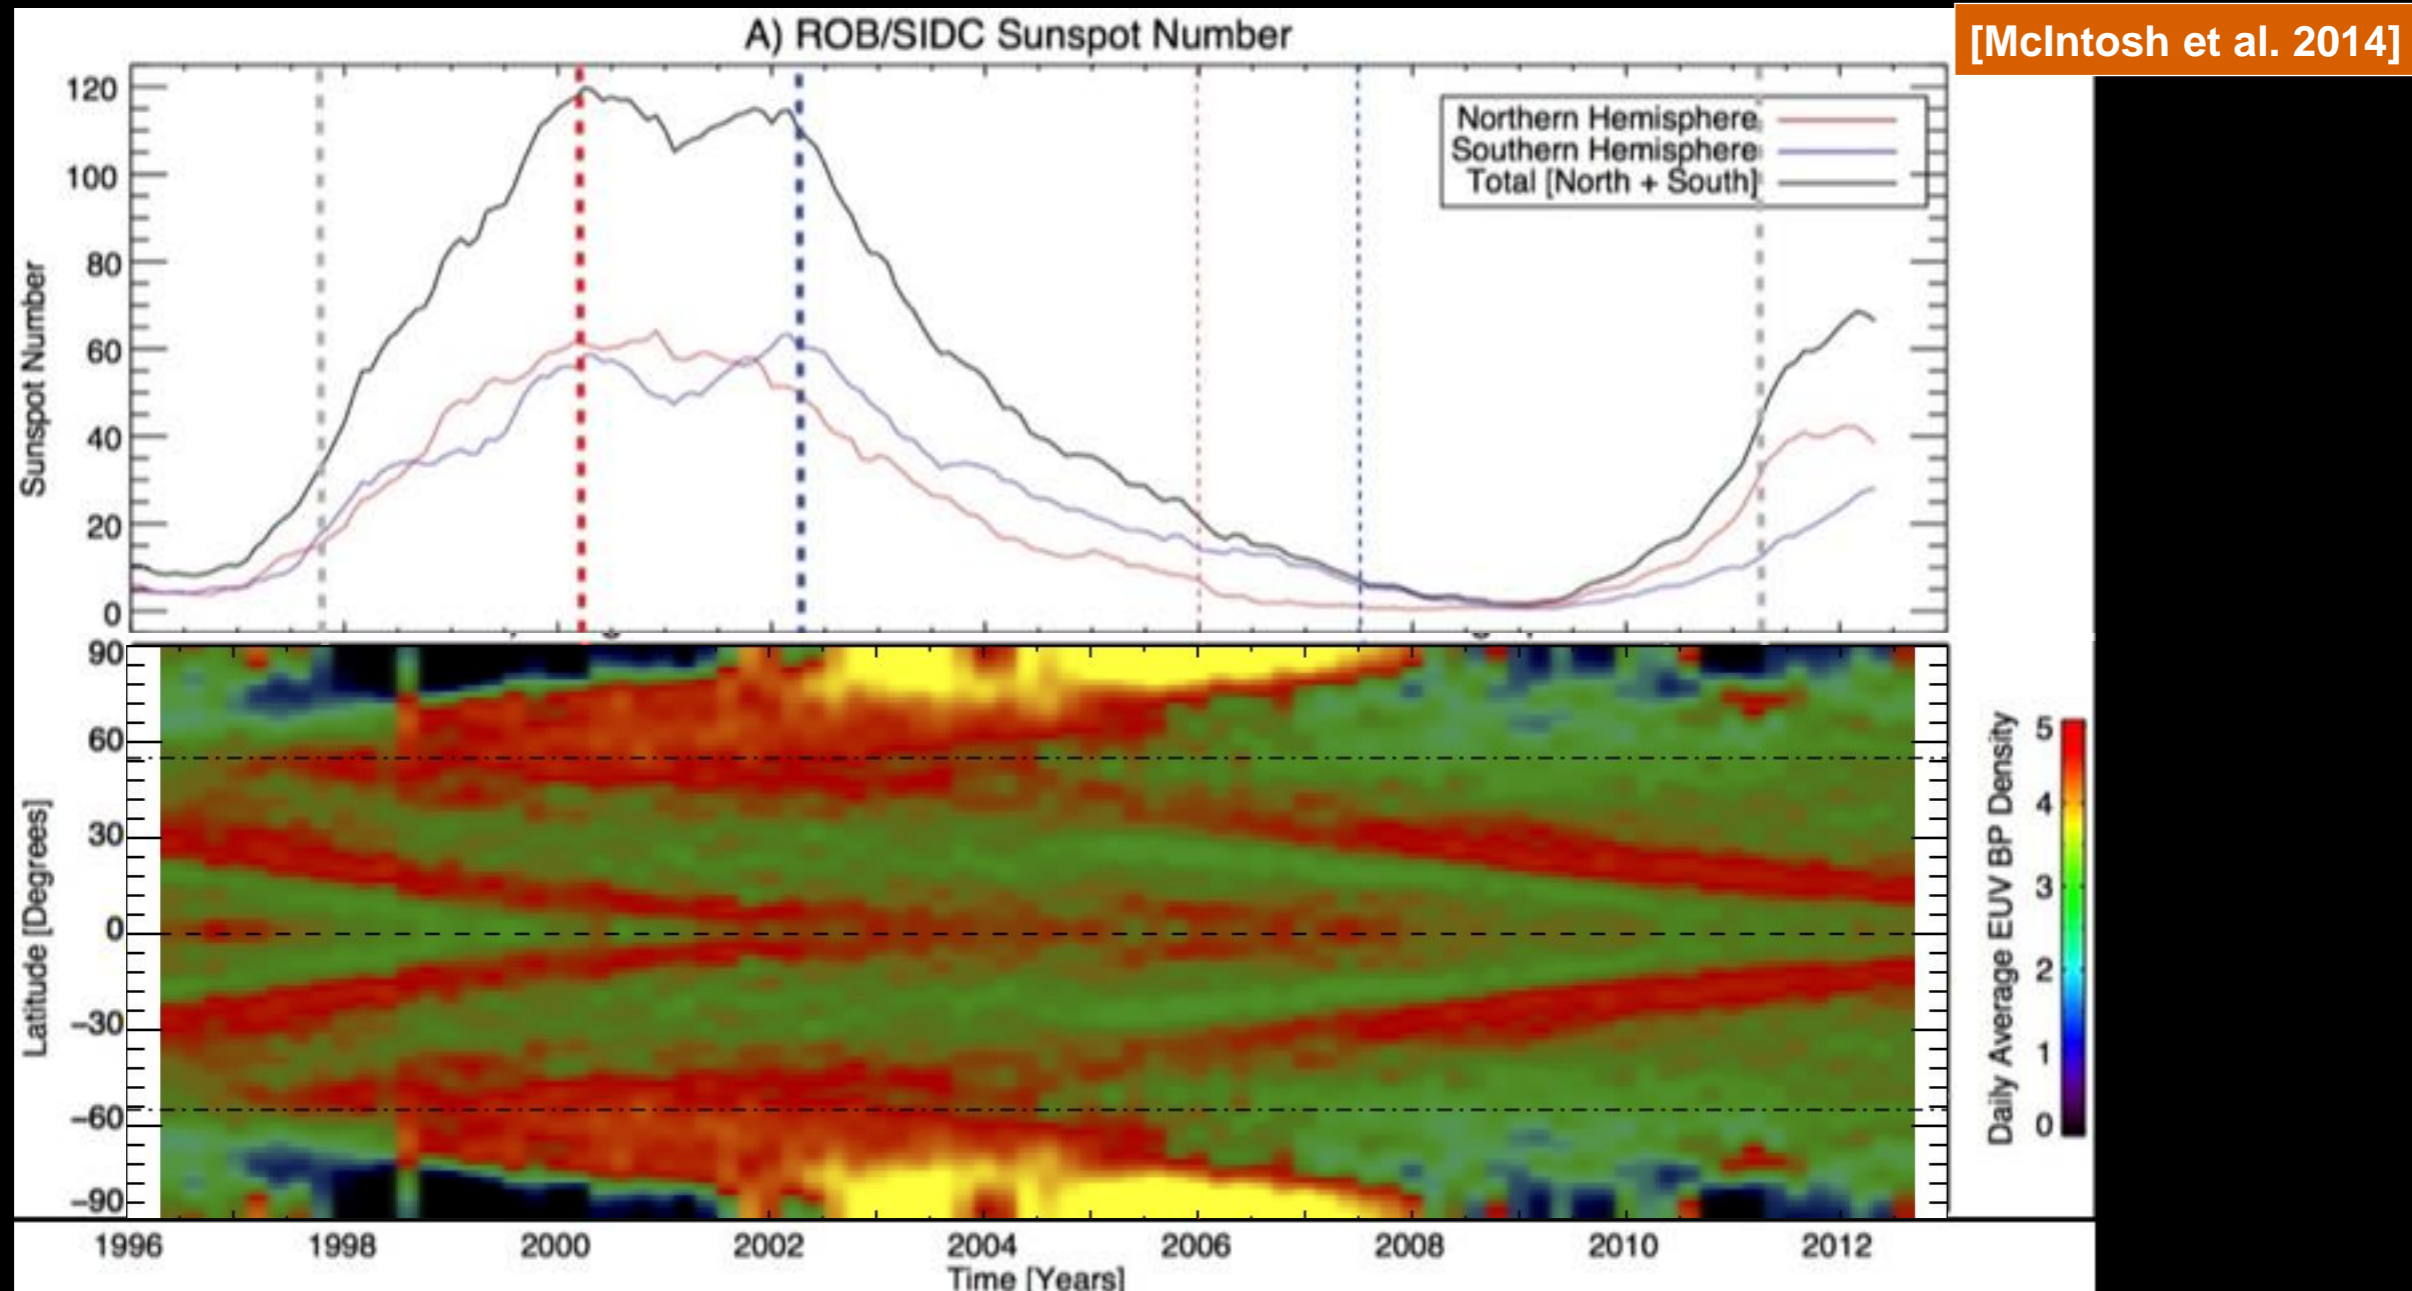 A) ROB/SIDC Sunspot Number
[McIntosh et al. 2014]
120
100
80
60
40
20
0
Sunspot Number
Northern Hemisphere
Southern Hemisphere
Total [North + South]
90
60
30
0
−30
−60
−90
Latitude [Degrees]
5
4
3
2
1
0
Daily Average EUV BP Density
1996 1998 2000 2002 2004 2006 2008 2010 2012
Time [Years]